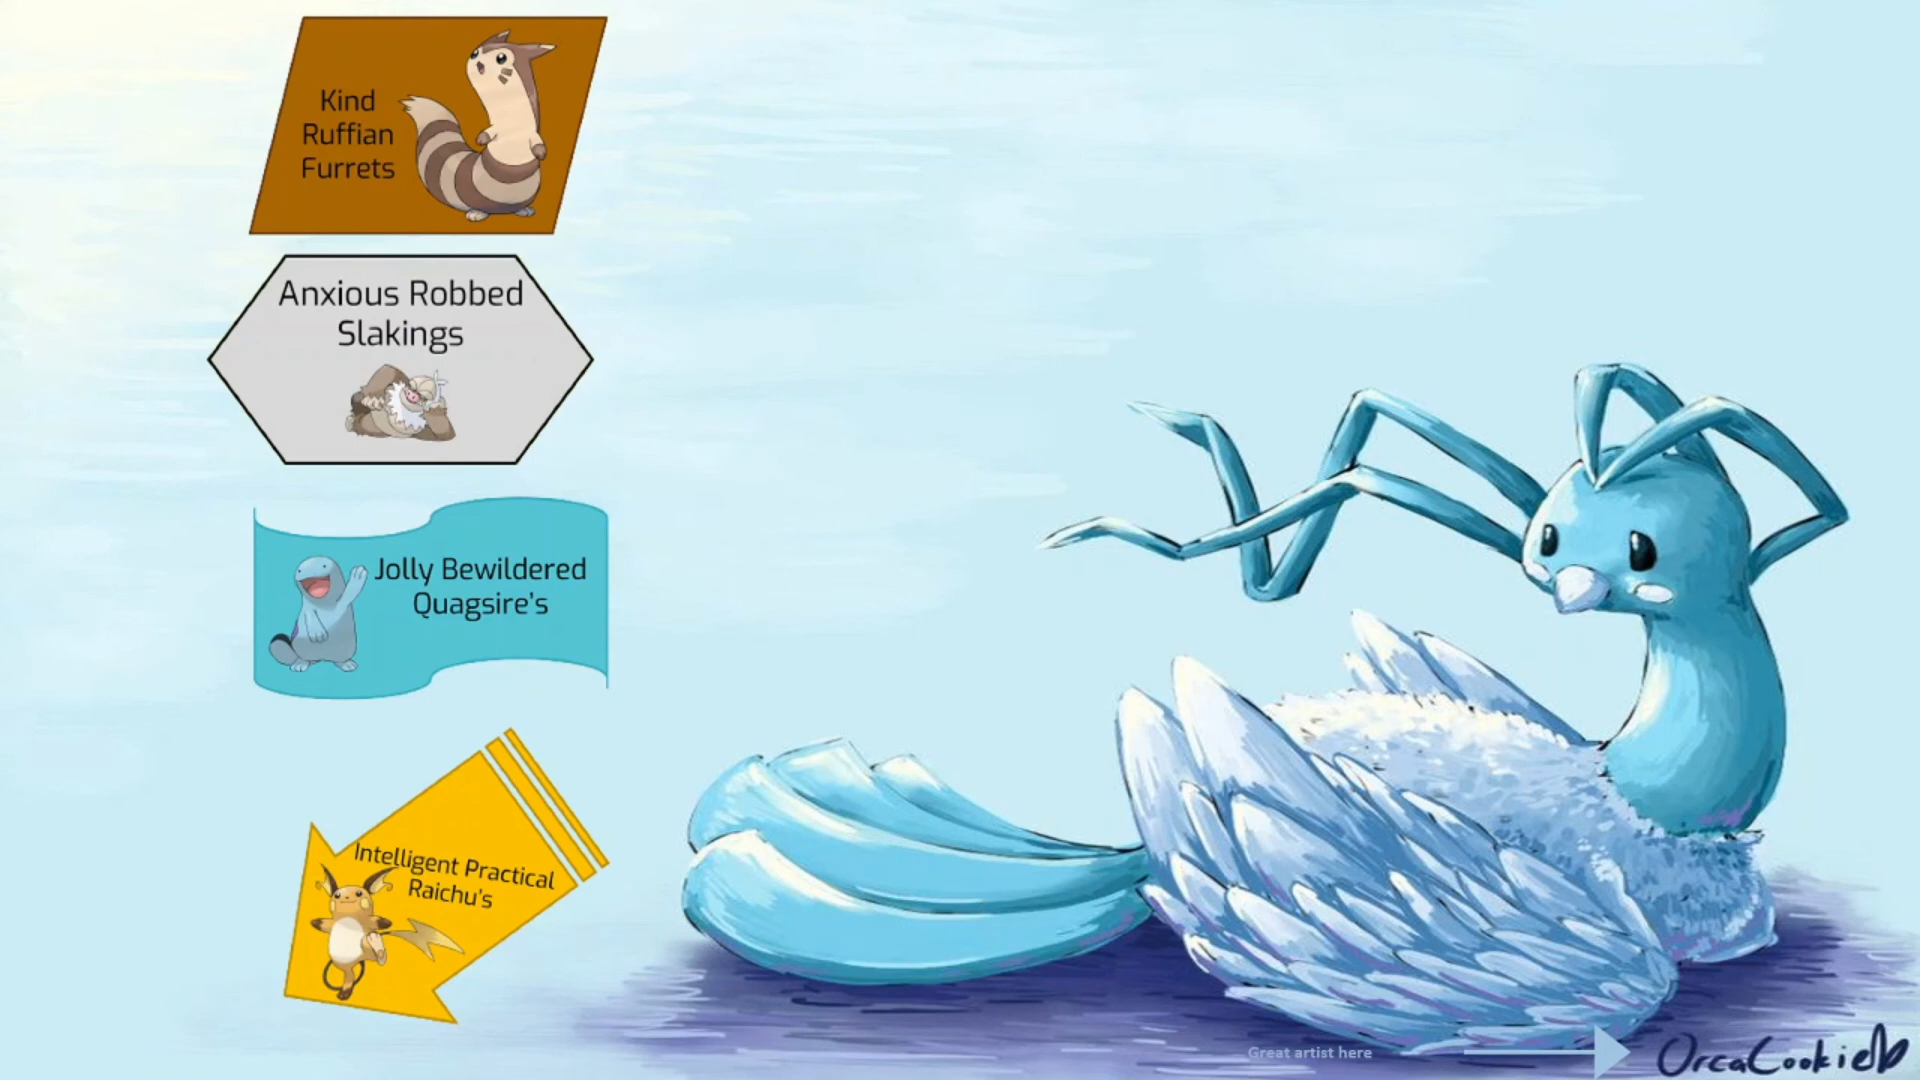 Kind
Ruffian
Furrets
Anxious Robbed
Slakings
Jolly Bewildered
Quagsire's
Intelligent Practical
Raichu's
Great artist here
OrcaCookie